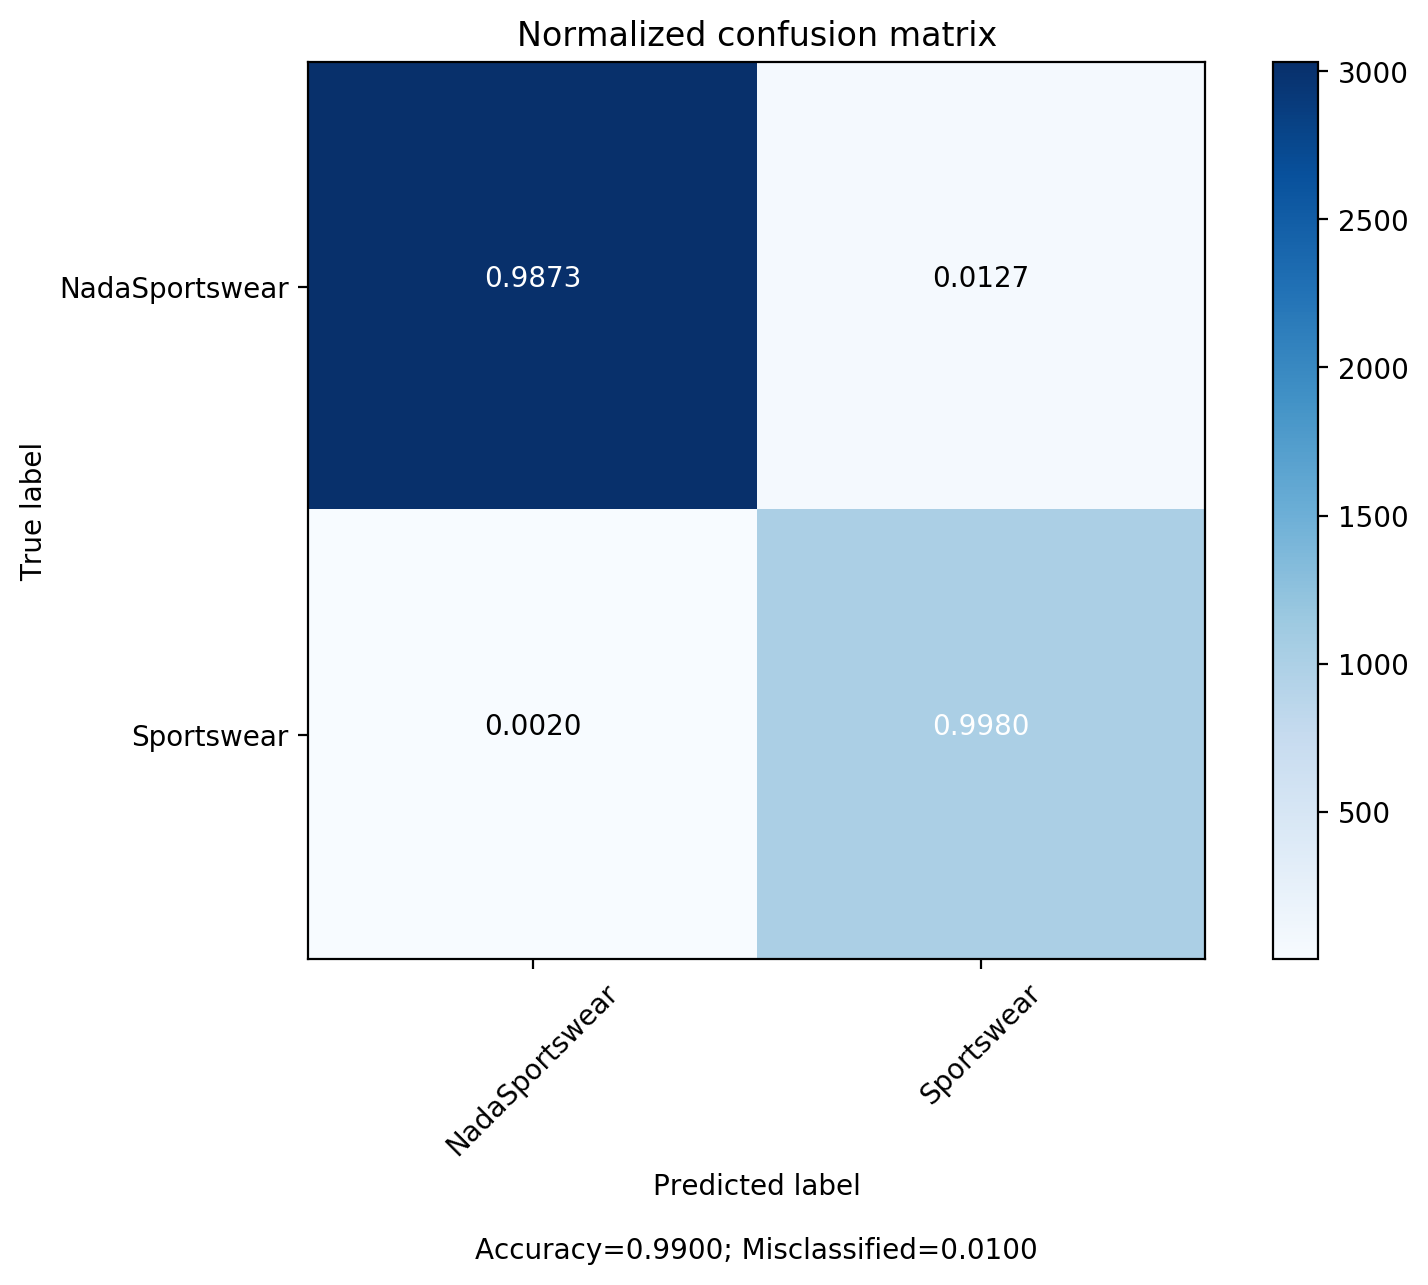 Normalized confusion matrix
3000
2500
2000
1500
1000
500
True label
NadaSportswear
0.9873
0.0127
Sportswear
0.0020
0.9980
NadaSportswear
Sportswear
Predicted label
Accuracy=0.9900; Misclassified=0.0100